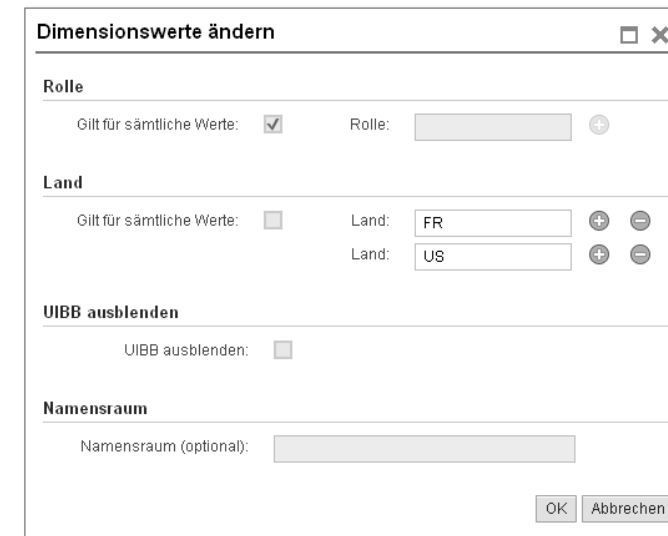 Dimensionswerte ändern
Rolle
Gilt für sämtliche Werte: Rolle:
Land
Gilt für sämtliche Werte: Land: FR
Land: US
UIBB ausblenden
UIBB ausblenden:
Namensraum
Namensraum (optional):
OK Abbrechen